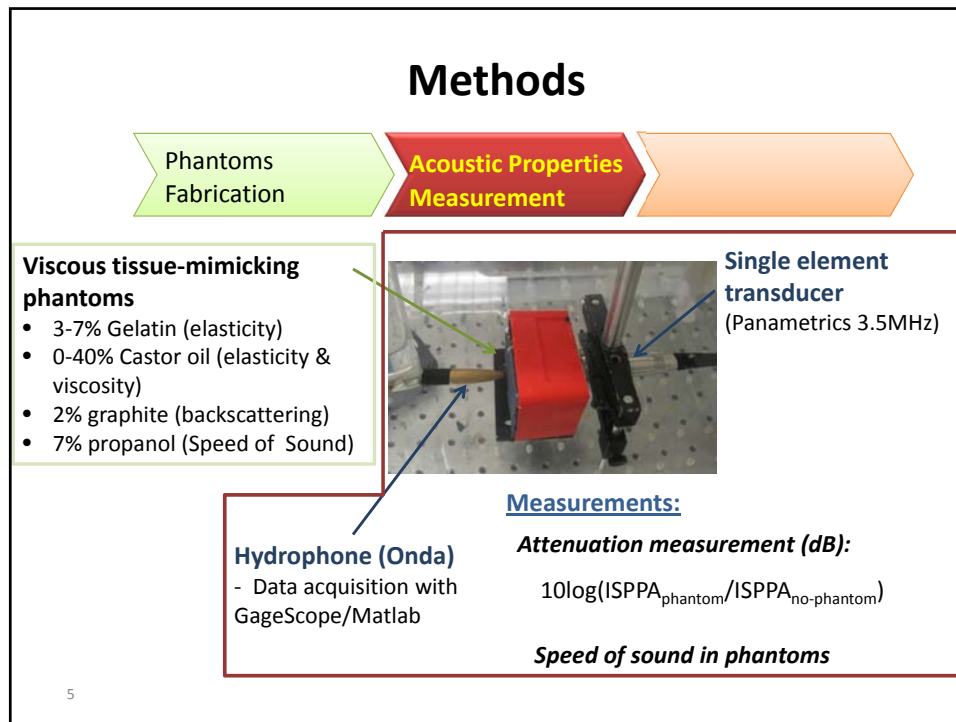 Methods
Phantoms
Fabrication
Acoustic Properties
Measurement
Viscous tissue-mimicking
phantoms
• 3-7% Gelatin (elasticity)
• 0-40% Castor oil (elasticity &
viscosity)
• 2% graphite (backscattering)
• 7% propanol (Speed of Sound)
Single element
transducer
(Panametrics 3.5MHz)
Hydrophone (Onda)
- Data acquisition with
GageScope/Matlab
Measurements:
Attenuation measurement (dB):
10log(ISPPAphantom/ISPPAno-phantom)
Speed of sound in phantoms
5